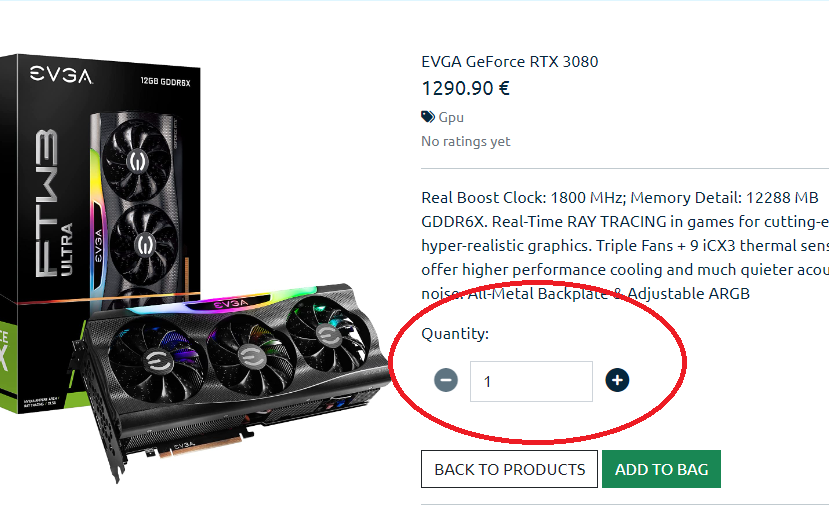 EVGA
12GB GDDR6X
FTW3
ULTRA
EVGA
EVGA
EVGA
EVGA GeForce RTX 3080
1290.90 €
Gpu
No ratings yet
Real Boost Clock: 1800 MHz; Memory Detail: 12288 MB
GDDR6X. Real-Time RAY TRACING in games for cutting-e
hyper-realistic graphics. Triple Fans + 9 iCX3 thermal sens
offer higher performance cooling and much quieter acou
noise. All-Metal Backplate & Adjustable ARGB
Quantity:
1
BACK TO PRODUCTS
ADD TO BAG